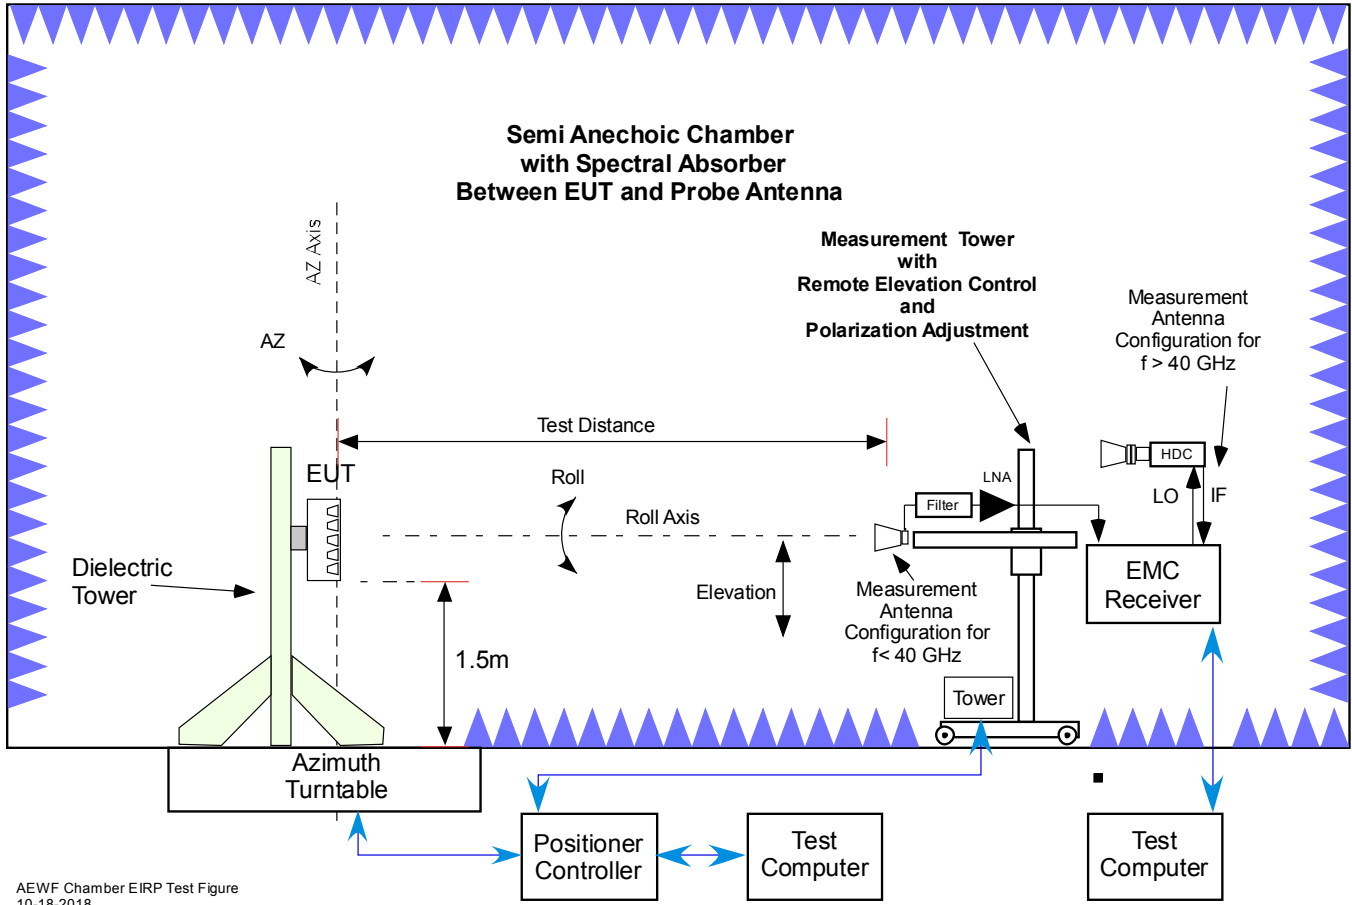 Semi Anechoic Chamber
with Spectral Absorber
Between EUT and Probe Antenna
AZ Axis
AZ
Measurement Tower
with
Remote Elevation Control
and
Polarization Adjustment
Measurement
Antenna
Configuration for
f > 40 GHz
Test Distance
EUT
Roll
Roll Axis
LNA
Filter
HDC
LO
IF
Dielectric
Tower
Elevation
Measurement
Antenna
Configuration for
f< 40 GHz
EMC
Receiver
1.5m
Tower
Azimuth
Turntable
Positioner
Controller
Test
Computer
Test
Computer
AEWF Chamber EIRP Test Figure
10-18-2018